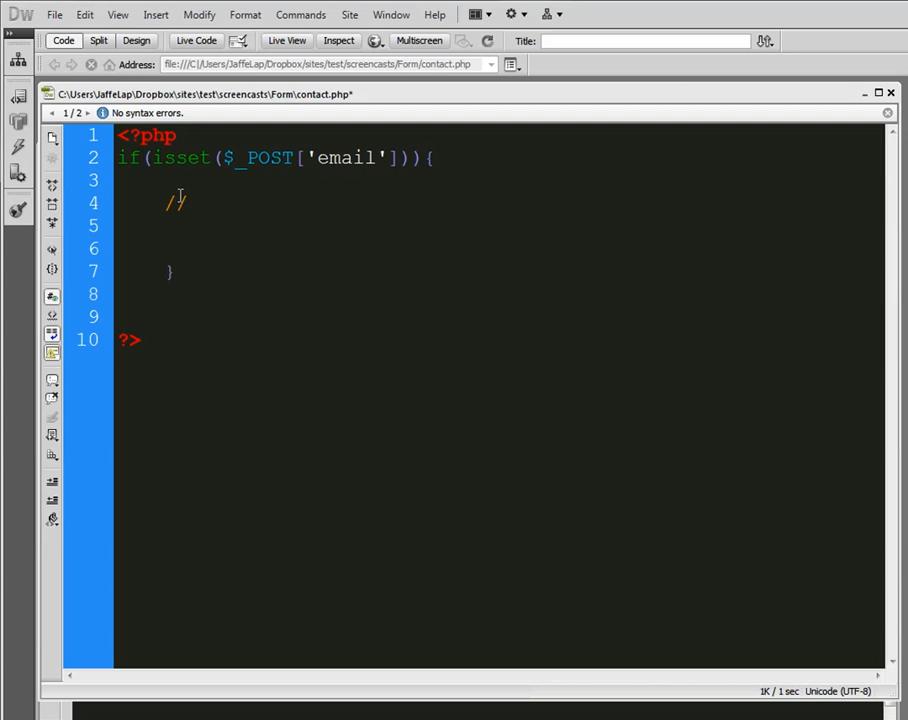 Dw File Edit View Insert Modify Format Commands Site Window Help
Code Split Design Live Code Live View Inspect Multiscreen Title:
Address: file:///C|/Users/JaffeLap/Dropbox/sites/test/screencasts/Form/contact.php
C:\Users\JaffeLap\Dropbox\sites\test\screencasts\Form\contact.php*
1 / 2 No syntax errors.
1 <?php
2 if(isset($_POST['email'])){
3
4 //
5
6
7 }
8
9
10 ?>
1K / 1 sec Unicode (UTF-8)